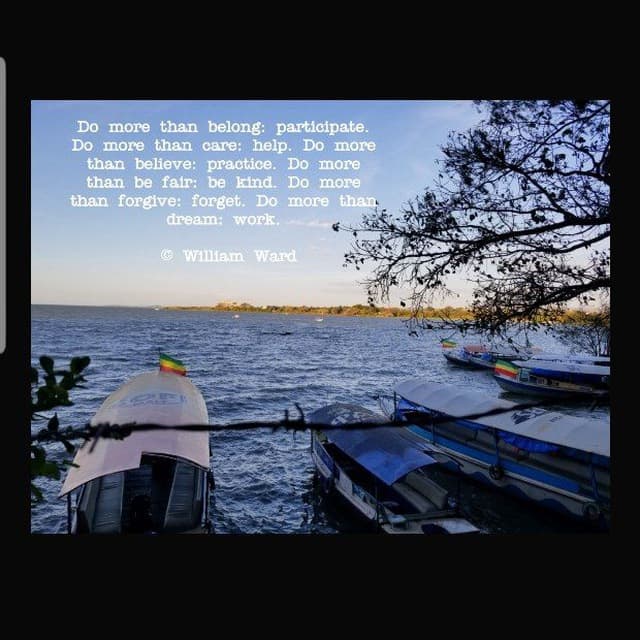 Do more than belong: participate.
Do more than care: help. Do more
than believe: practice. Do more
than be fair: be kind. Do more
than forgive: forget. Do more than
dream: work.
© William Ward